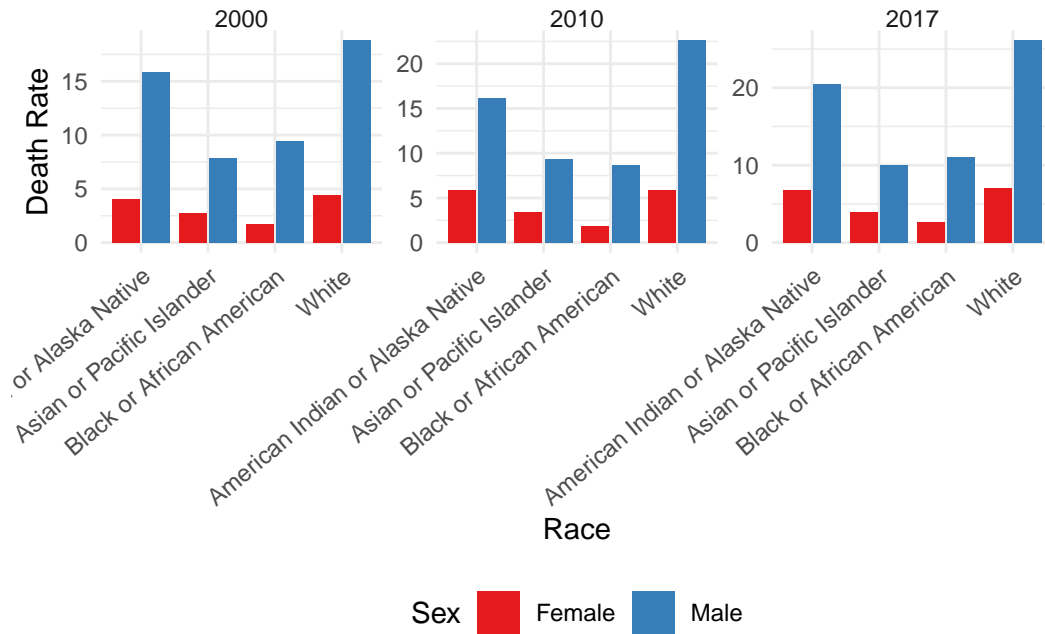 2000
2010
2017
Death Rate
15
10
5
0
20
15
10
5
0
20
10
0
or Alaska Native
Asian or Pacific Islander
Black or African American
White
American Indian or Alaska Native
Asian or Pacific Islander
Black or African American
White
American Indian or Alaska Native
Asian or Pacific Islander
Black or African American
White
Race
Sex Female Male